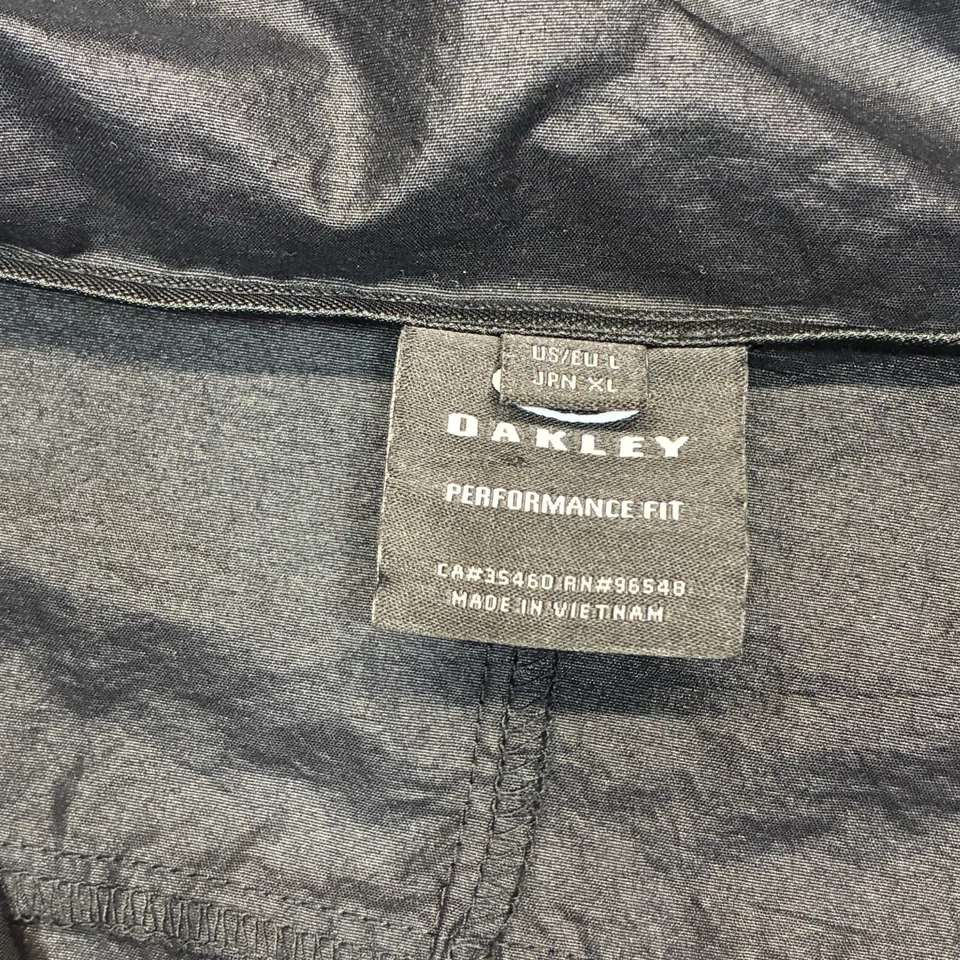 US/EU L
JPN XL
OAKLEY
PERFORMANCE FIT
CA#35460 RN#96548
MADE IN VIETNAM